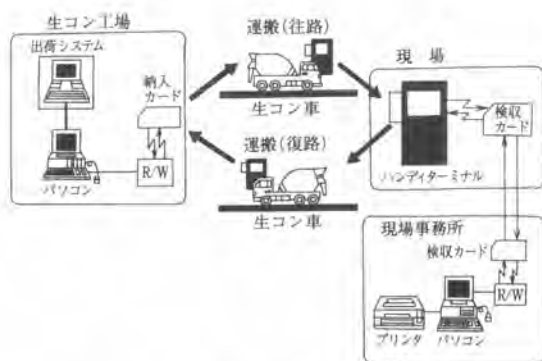 生コン工場
出荷システム
納入
カード
パソコン
R/W
運搬(往路)
生コン車
運搬(復路)
生コン車
現場
検収
カード
ハンディターミナル
現場事務所
検収カード
R/W
プリンタ
パソコン